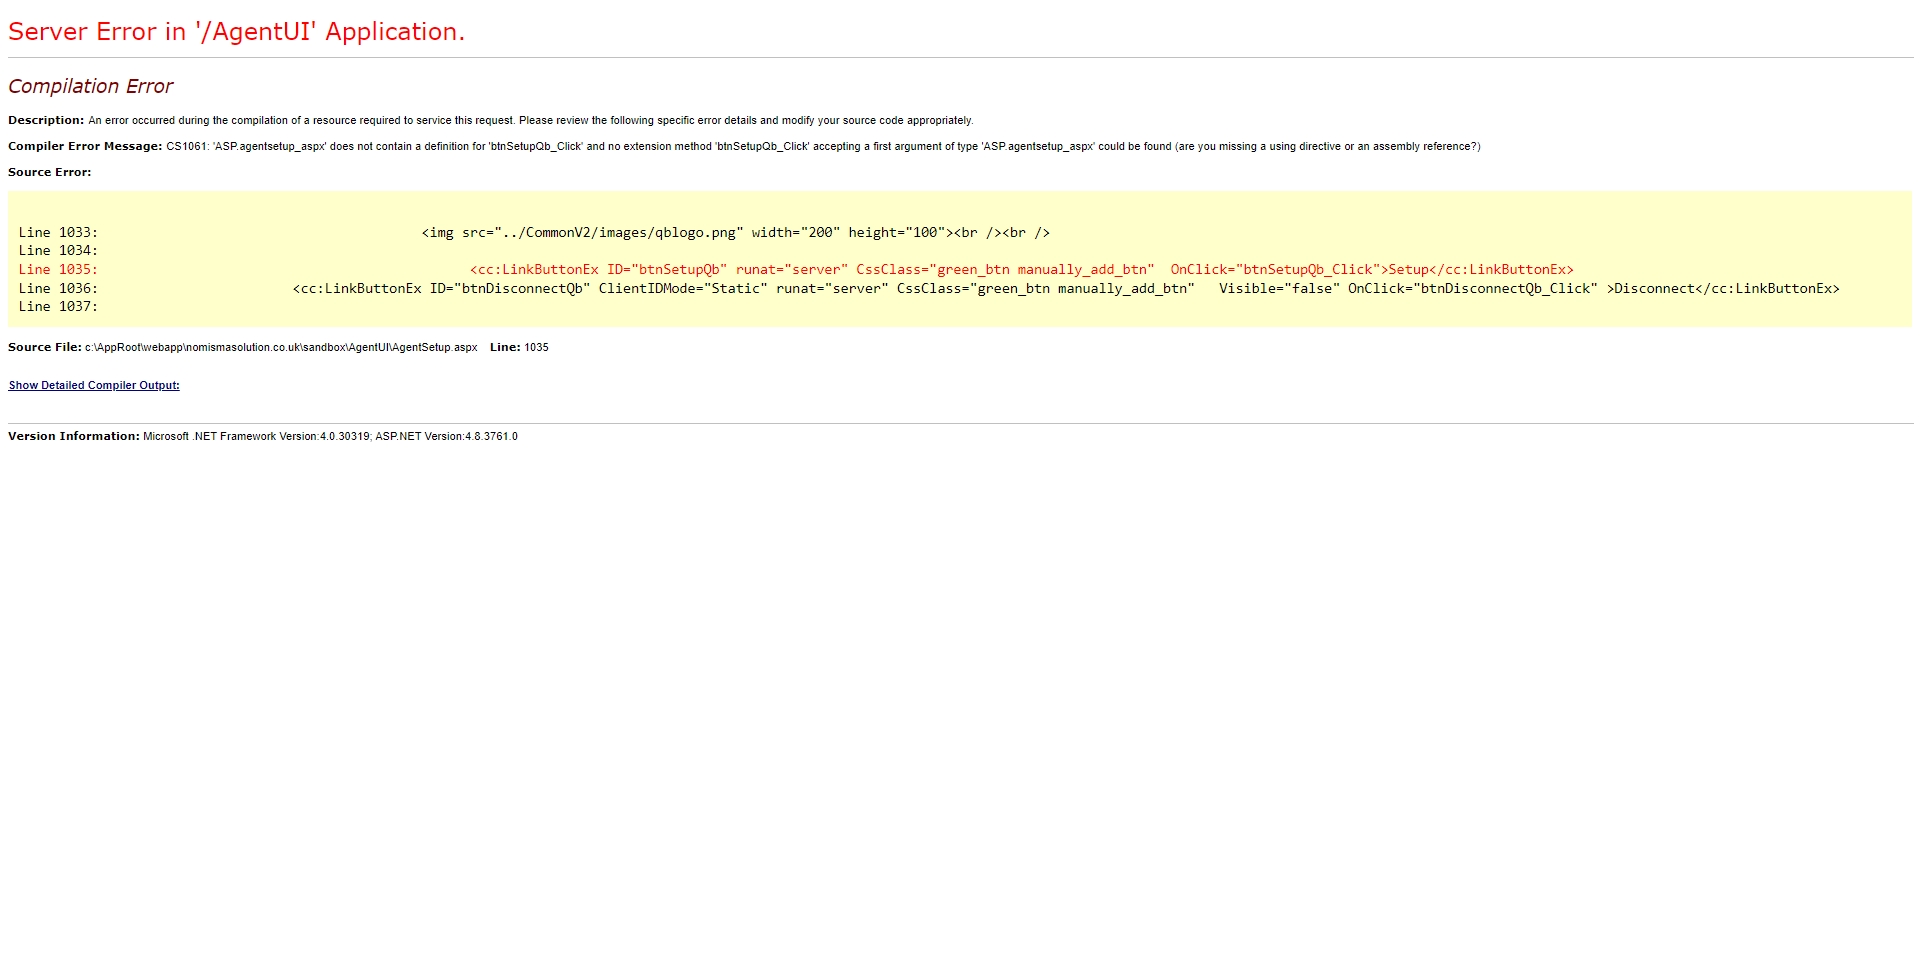 Server Error in '/AgentUI' Application.
Compilation Error
Description: An error occurred during the compilation of a resource required to service this request. Please review the following specific error details and modify your source code appropriately.
Compiler Error Message: CS1061: 'ASP.agentsetup_aspx' does not contain a definition for 'btnSetupQb_Click' and no extension method 'btnSetupQb_Click' accepting a first argument of type 'ASP.agentsetup_aspx' could be found (are you missing a using directive or an assembly reference?)
Source Error:
Line 1033: <img src="../CommonV2/images/qblogo.png" width="200" height="100"><br /><br />
Line 1034:
Line 1035: <cc:LinkButtonEx ID="btnSetupQb" runat="server" CssClass="green_btn manually_add_btn"  OnClick="btnSetupQb_Click">Setup</cc:LinkButtonEx>
Line 1036: <cc:LinkButtonEx ID="btnDisconnectQb" ClientIDMode="Static" runat="server" CssClass="green_btn manually_add_btn"   Visible="false" OnClick="btnDisconnectQb_Click" >Disconnect</cc:LinkButtonEx>
Line 1037:
Source File: c:\AppRoot\webapp\nomismasolution.co.uk\sandbox\AgentUI\AgentSetup.aspx    Line: 1035
Show Detailed Compiler Output:
Version Information: Microsoft .NET Framework Version:4.0.30319; ASP.NET Version:4.8.3761.0